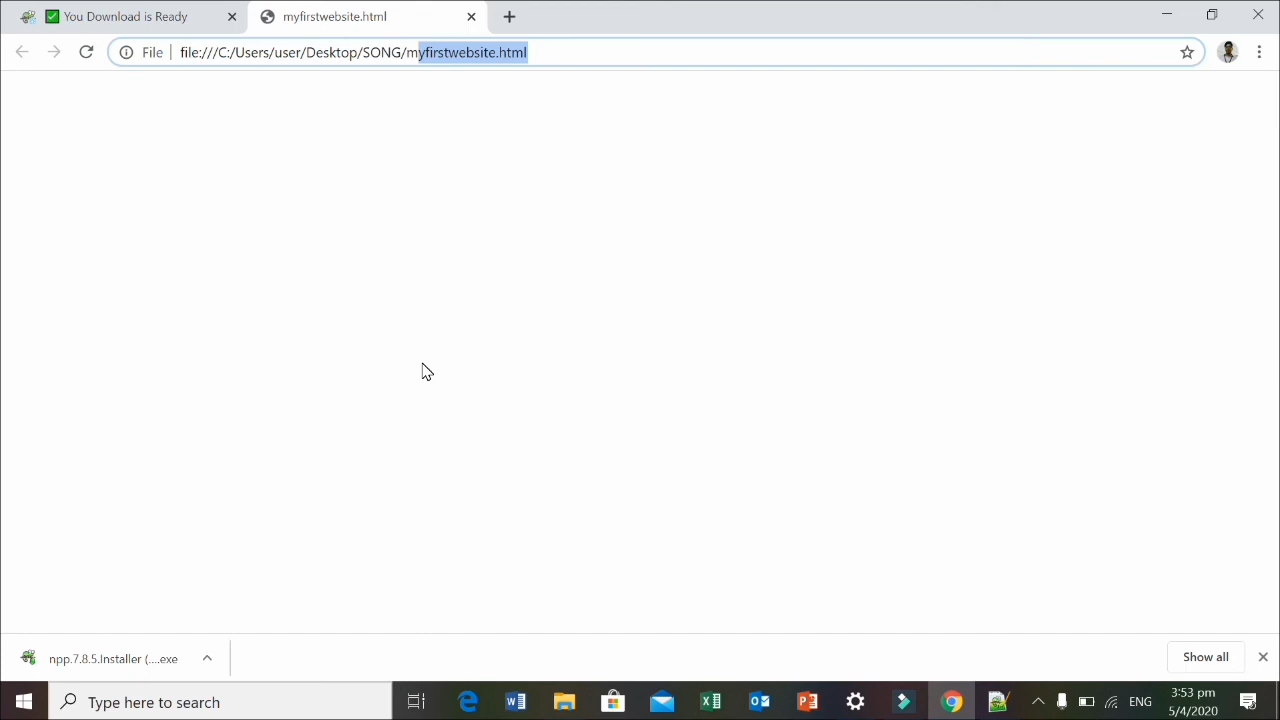 You Download is Ready
myfirstwebsite.html
File
file:///C:/Users/user/Desktop/SONG/myfirstwebsite.html
npp.7.8.5.Installer (....exe
Show all
Type here to search
ENG
3:53 pm
5/4/2020